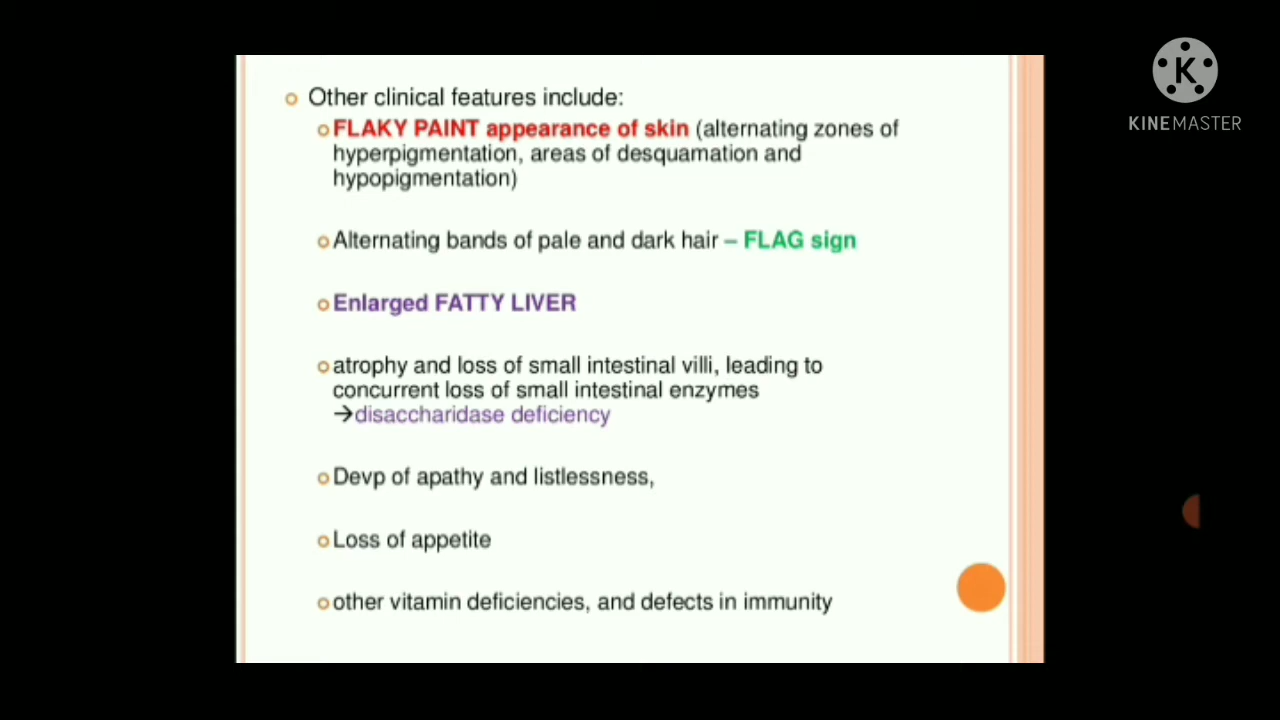 Other clinical features include:
FLAKY PAINT appearance of skin (alternating zones of
hyperpigmentation, areas of desquamation and
hypopigmentation)
Alternating bands of pale and dark hair – FLAG sign
Enlarged FATTY LIVER
atrophy and loss of small intestinal villi, leading to
concurrent loss of small intestinal enzymes
→disaccharidase deficiency
Devp of apathy and listlessness,
Loss of appetite
other vitamin deficiencies, and defects in immunity
K
KINEMASTER